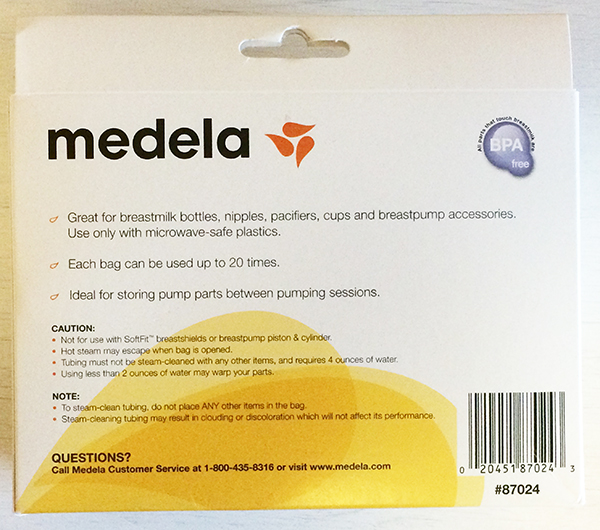 medela
All parts that touch breastmilk are
BPA
free
Great for breastmilk bottles, nipples, pacifiers, cups and breastpump accessories.
Use only with microwave-safe plastics.
Each bag can be used up to 20 times.
Ideal for storing pump parts between pumping sessions.
CAUTION:
• Not for use with SoftFit™ breastshields or breastpump piston & cylinder.
• Hot steam may escape when bag is opened.
• Tubing must not be steam-cleaned with any other items, and requires 4 ounces of water.
• Using less than 2 ounces of water may warp your parts.
NOTE:
• To steam-clean tubing, do not place ANY other items in the bag.
• Steam-cleaning tubing may result in clouding or discoloration which will not affect its performance.
QUESTIONS?
Call Medela Customer Service at 1-800-435-8316 or visit www.medela.com
0 20451 87024 3
#87024